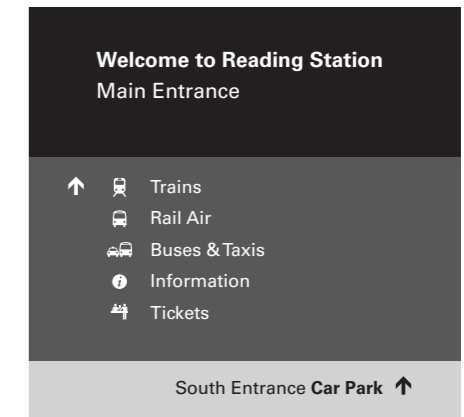 Welcome to Reading Station
Main Entrance
Trains
Rail Air
Buses & Taxis
Information
Tickets
South Entrance Car Park